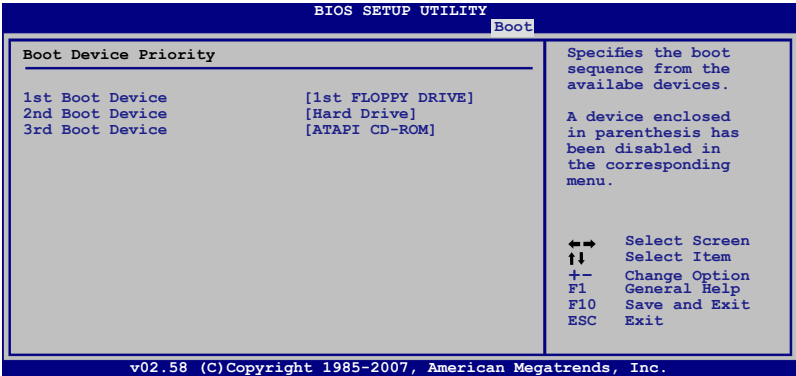 BIOS SETUP UTILITY
Boot
Boot Device Priority
1st Boot Device [1st FLOPPY DRIVE]
2nd Boot Device [Hard Drive]
3rd Boot Device [ATAPI CD-ROM]
Specifies the boot
sequence from the
availabe devices.
A device enclosed
in parenthesis has
been disabled in
the corresponding
menu.
←→ Select Screen
↑↓ Select Item
+- Change Option
F1 General Help
F10 Save and Exit
ESC Exit
v02.58 (C)Copyright 1985-2007, American Megatrends, Inc.